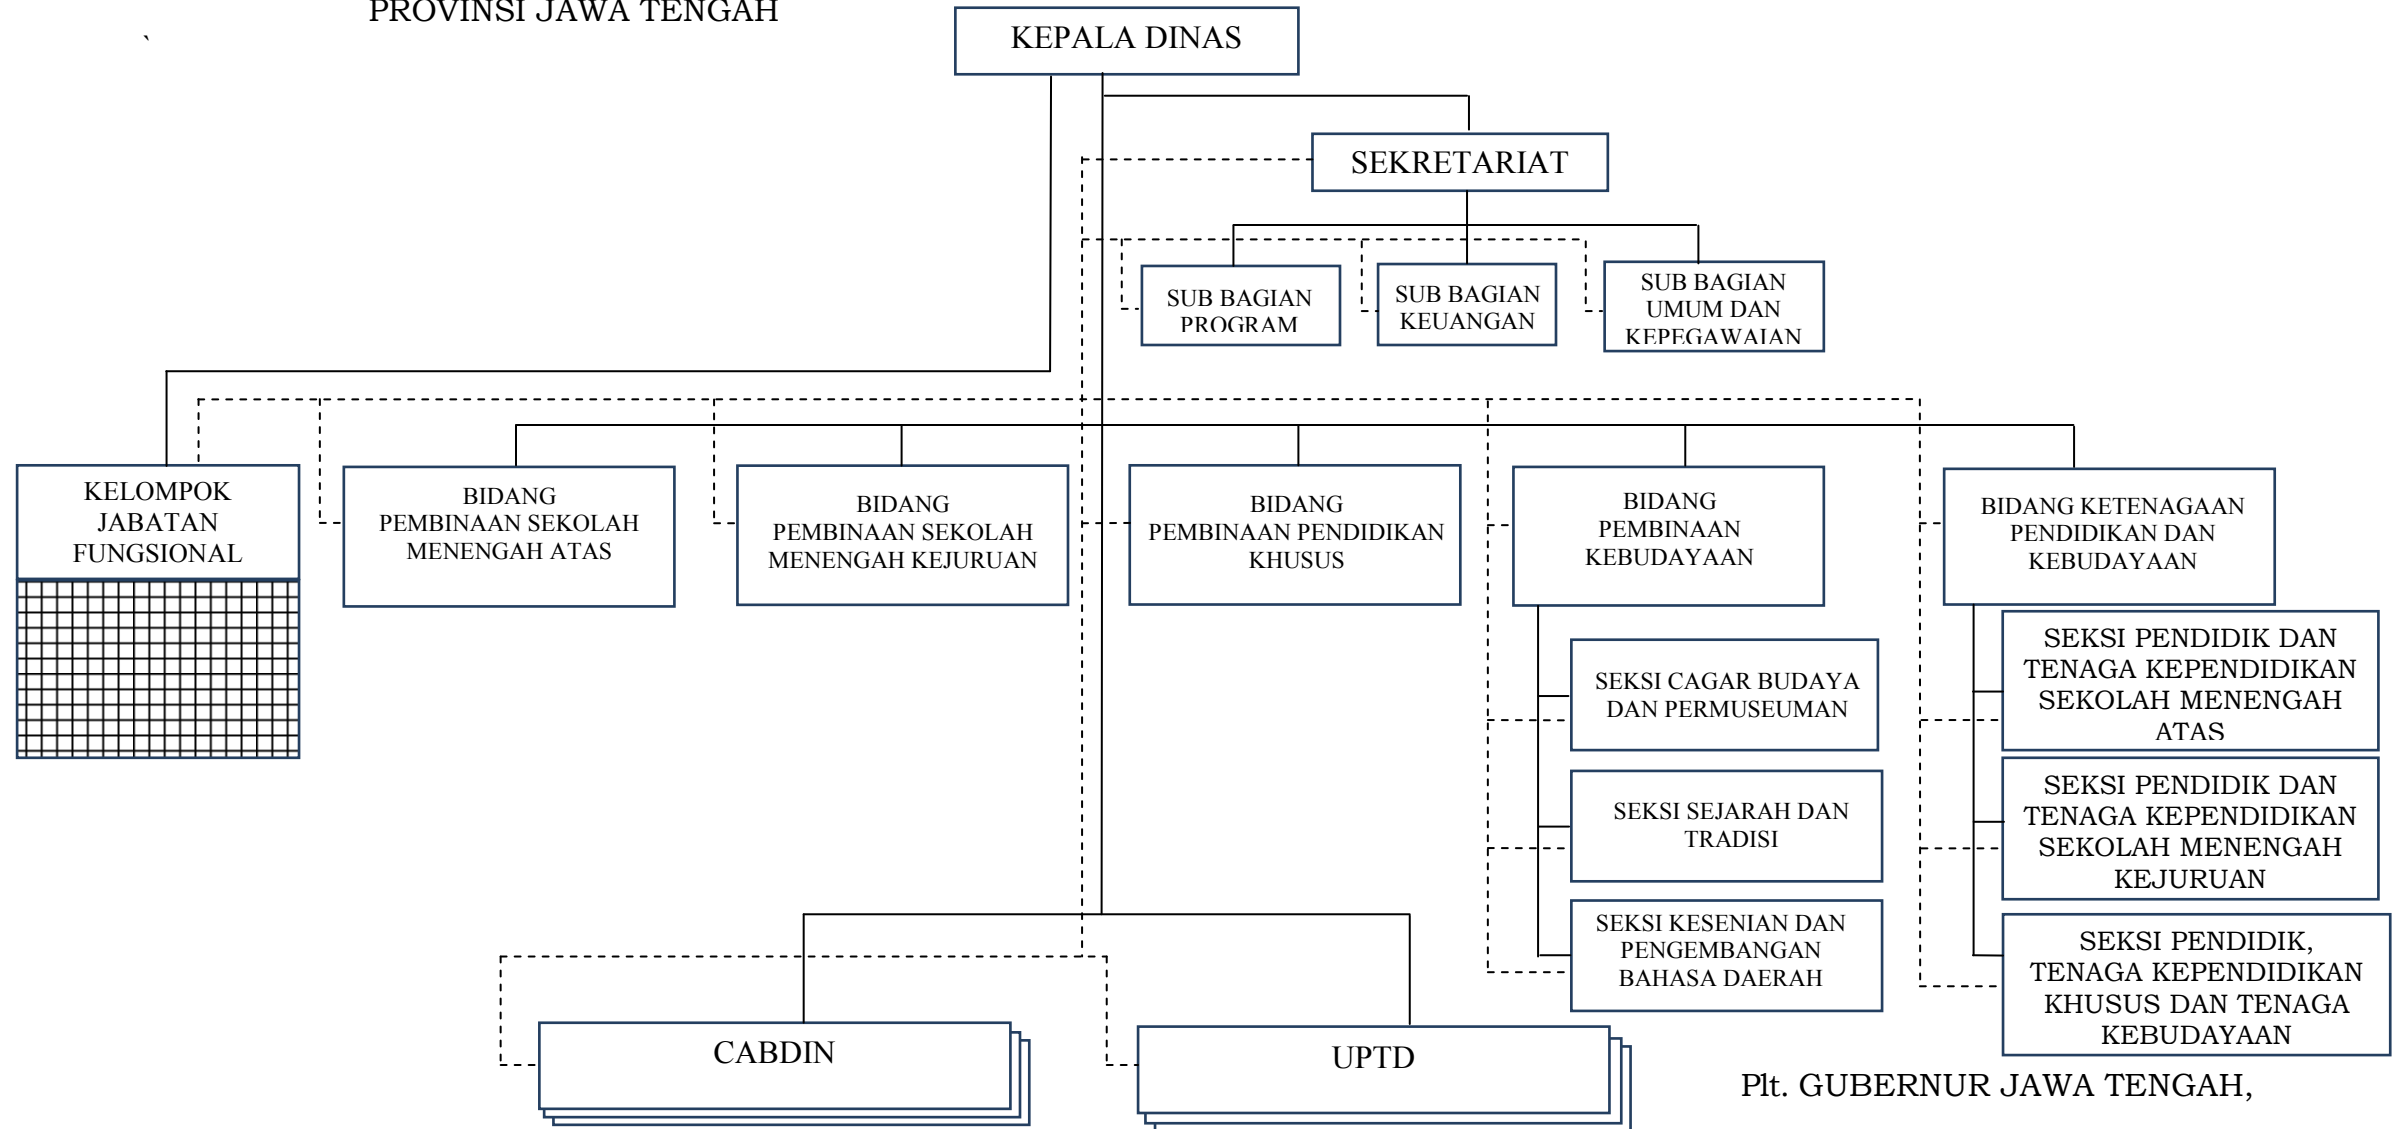 PROVINSI JAWA TENGAH
`
KEPALA DINAS
SEKRETARIAT
SUB BAGIAN
PROGRAM
SUB BAGIAN
KEUANGAN
SUB BAGIAN
UMUM DAN
KEPEGAWAIAN
KELOMPOK
JABATAN
FUNGSIONAL
BIDANG
PEMBINAAN SEKOLAH
MENENGAH ATAS
BIDANG
PEMBINAAN SEKOLAH
MENENGAH KEJURUAN
BIDANG
PEMBINAAN PENDIDIKAN
KHUSUS
BIDANG
PEMBINAAN
KEBUDAYAAN
BIDANG KETENAGAAN
PENDIDIKAN DAN
KEBUDAYAAN
SEKSI CAGAR BUDAYA
DAN PERMUSEUMAN
SEKSI SEJARAH DAN
TRADISI
SEKSI KESENIAN DAN
PENGEMBANGAN
BAHASA DAERAH
SEKSI PENDIDIK DAN
TENAGA KEPENDIDIKAN
SEKOLAH MENENGAH
ATAS
SEKSI PENDIDIK DAN
TENAGA KEPENDIDIKAN
SEKOLAH MENENGAH
KEJURUAN
SEKSI PENDIDIK,
TENAGA KEPENDIDIKAN
KHUSUS DAN TENAGA
KEBUDAYAAN
CABDIN
UPTD
Plt. GUBERNUR JAWA TENGAH,